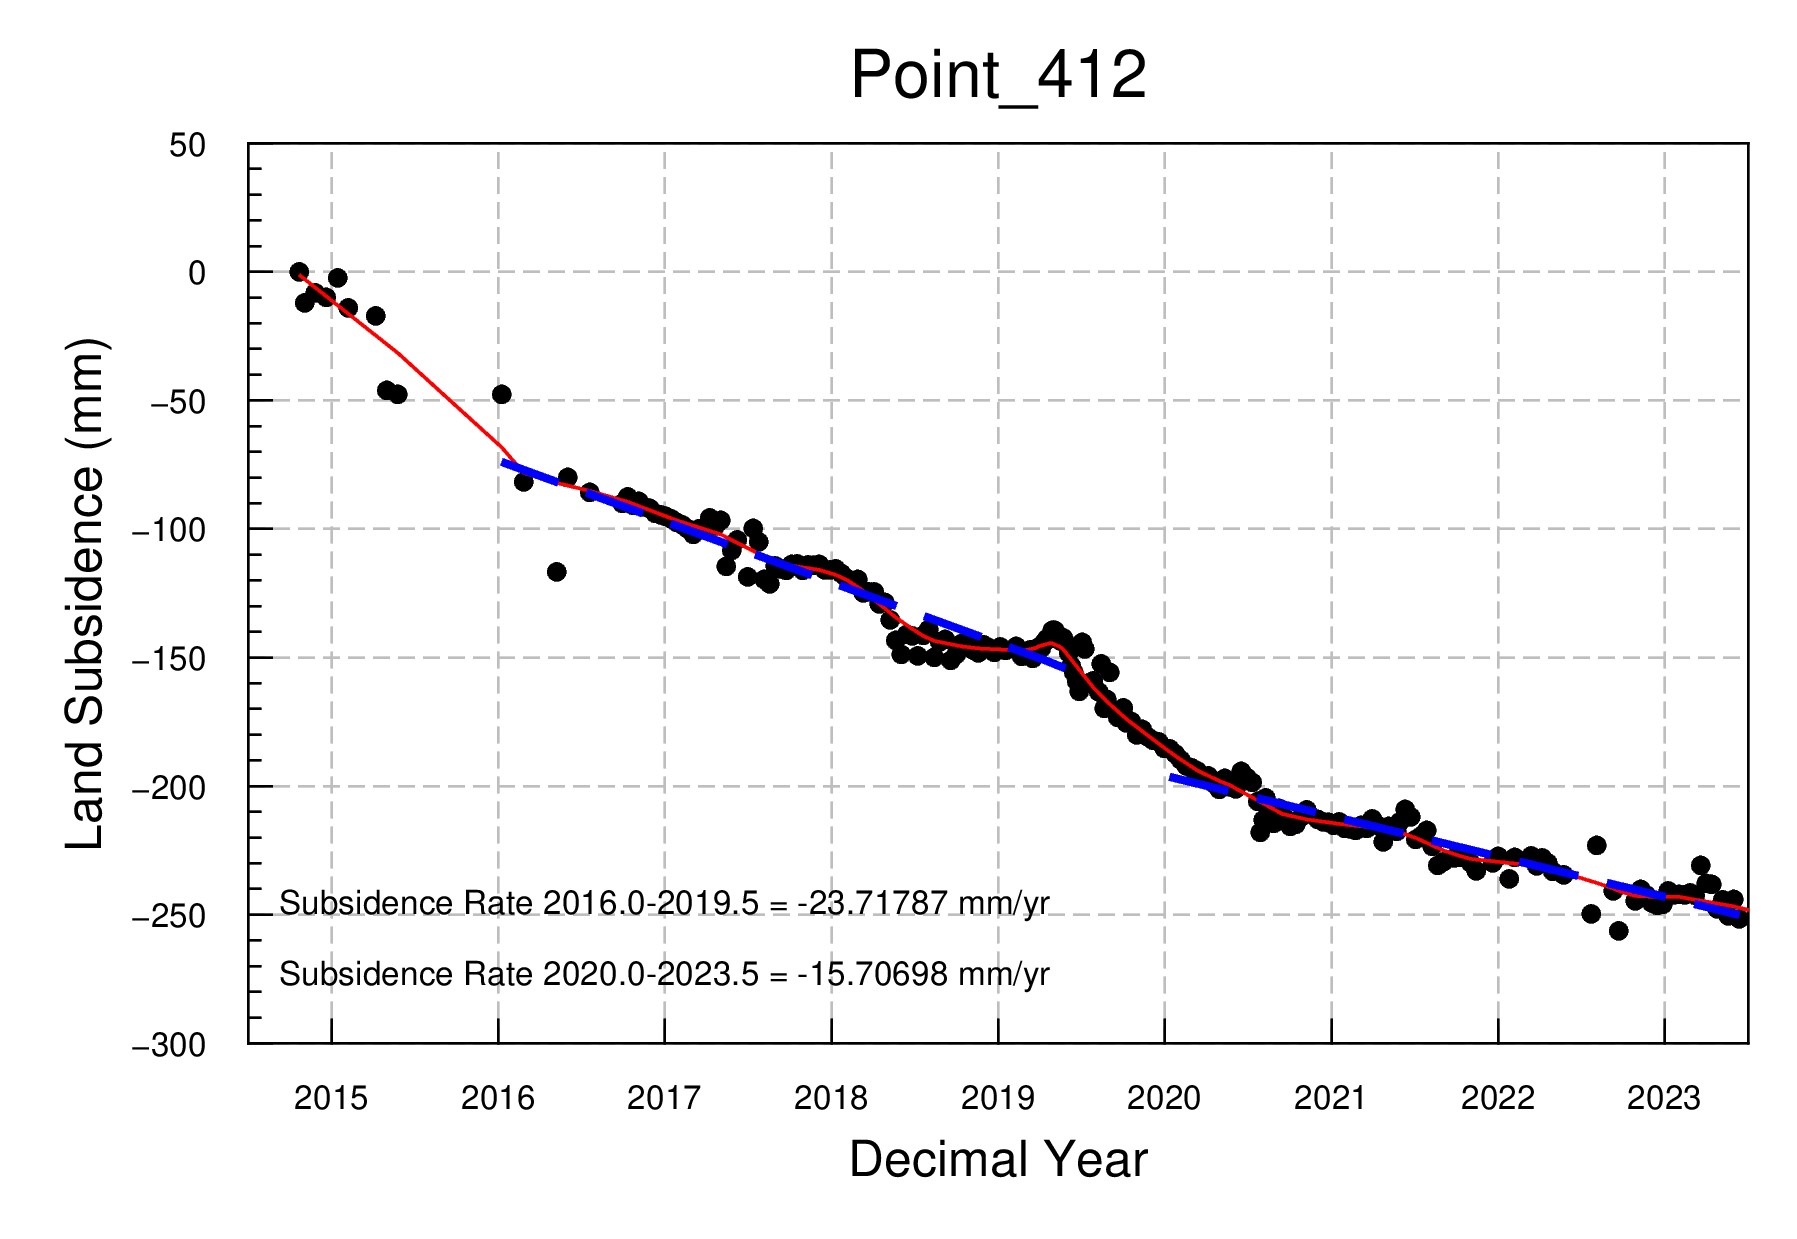 Point_412
50
0
−50
−100
−150
−200
−250
−300
Land Subsidence (mm)
Subsidence Rate 2016.0-2019.5 = -23.71787 mm/yr
Subsidence Rate 2020.0-2023.5 = -15.70698 mm/yr
2015 2016 2017 2018 2019 2020 2021 2022 2023
Decimal Year